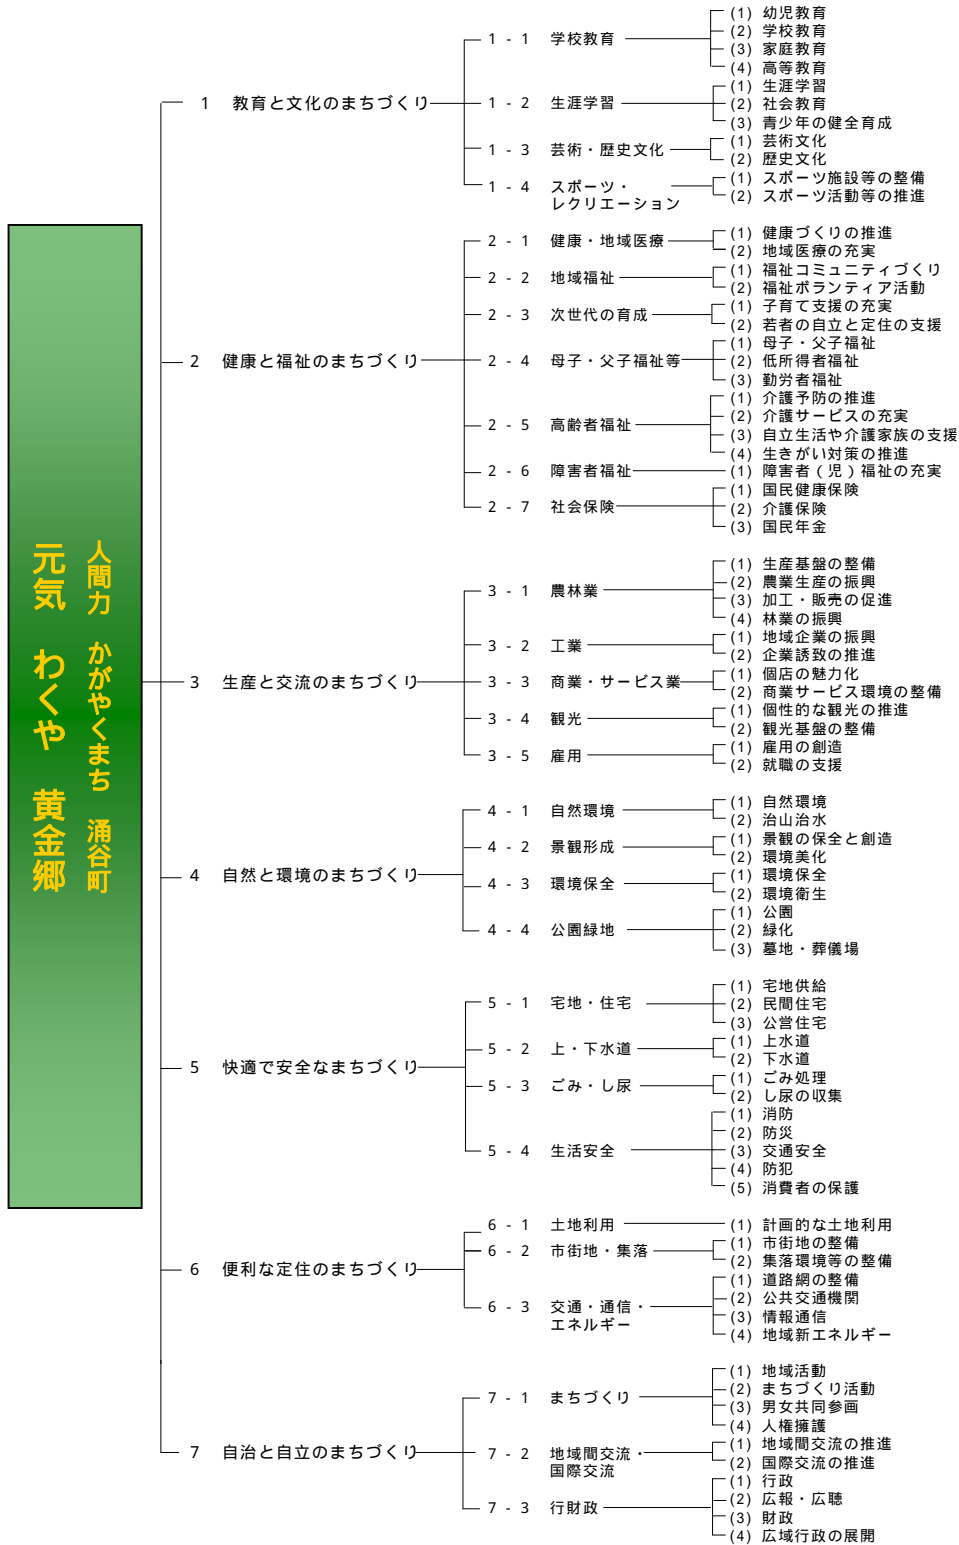 人間力　かがやくまち　涌谷町
元気　わくや　黄金郷
1　教育と文化のまちづくり
1 - 1　学校教育
(1) 幼児教育
(2) 学校教育
(3) 家庭教育
(4) 高等教育
1 - 2　生涯学習
(1) 生涯学習
(2) 社会教育
(3) 青少年の健全育成
1 - 3　芸術・歴史文化
(1) 芸術文化
(2) 歴史文化
1 - 4　スポーツ・
レクリエーション
(1) スポーツ施設等の整備
(2) スポーツ活動等の推進
2　健康と福祉のまちづくり
2 - 1　健康・地域医療
(1) 健康づくりの推進
(2) 地域医療の充実
2 - 2　地域福祉
(1) 福祉コミュニティづくり
(2) 福祉ボランティア活動
2 - 3　次世代の育成
(1) 子育て支援の充実
(2) 若者の自立と定住の支援
2 - 4　母子・父子福祉等
(1) 母子・父子福祉
(2) 低所得者福祉
(3) 勤労者福祉
2 - 5　高齢者福祉
(1) 介護予防の推進
(2) 介護サービスの充実
(3) 自立生活や介護家族の支援
(4) 生きがい対策の推進
2 - 6　障害者福祉
(1) 障害者（児）福祉の充実
2 - 7　社会保険
(1) 国民健康保険
(2) 介護保険
(3) 国民年金
3　生産と交流のまちづくり
3 - 1　農林業
(1) 生産基盤の整備
(2) 農業生産の振興
(3) 加工・販売の促進
(4) 林業の振興
3 - 2　工業
(1) 地域企業の振興
(2) 企業誘致の推進
3 - 3　商業・サービス業
(1) 個店の魅力化
(2) 商業サービス環境の整備
3 - 4　観光
(1) 個性的な観光の推進
(2) 観光基盤の整備
3 - 5　雇用
(1) 雇用の創造
(2) 就職の支援
4　自然と環境のまちづくり
4 - 1　自然環境
(1) 自然環境
(2) 治山治水
4 - 2　景観形成
(1) 景観の保全と創造
(2) 環境美化
4 - 3　環境保全
(1) 環境保全
(2) 環境衛生
4 - 4　公園緑地
(1) 公園
(2) 緑化
(3) 墓地・葬儀場
5　快適で安全なまちづくり
5 - 1　宅地・住宅
(1) 宅地供給
(2) 民間住宅
(3) 公営住宅
5 - 2　上・下水道
(1) 上水道
(2) 下水道
5 - 3　ごみ・し尿
(1) ごみ処理
(2) し尿の収集
5 - 4　生活安全
(1) 消防
(2) 防災
(3) 交通安全
(4) 防犯
(5) 消費者の保護
6　便利な定住のまちづくり
6 - 1　土地利用
(1) 計画的な土地利用
6 - 2　市街地・集落
(1) 市街地の整備
(2) 集落環境等の整備
6 - 3　交通・通信・
エネルギー
(1) 道路網の整備
(2) 公共交通機関
(3) 情報通信
(4) 地域新エネルギー
7　自治と自立のまちづくり
7 - 1　まちづくり
(1) 地域活動
(2) まちづくり活動
(3) 男女共同参画
(4) 人権擁護
7 - 2　地域間交流・
国際交流
(1) 地域間交流の推進
(2) 国際交流の推進
7 - 3　行財政
(1) 行政
(2) 広報・広聴
(3) 財政
(4) 広域行政の展開